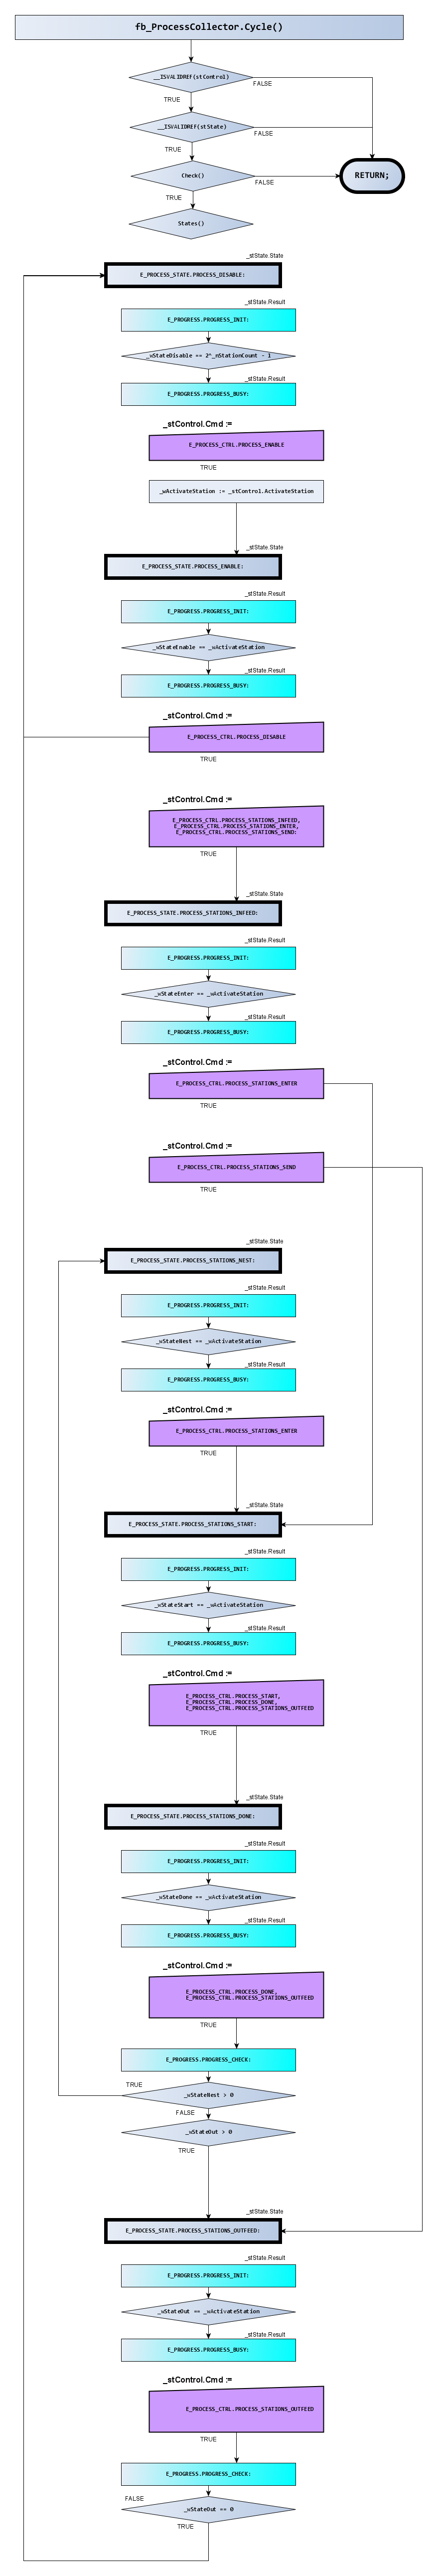 fb_ProcessCollector.Cycle()
__ISVALIDREF(stControl)
FALSE
TRUE
__ISVALIDREF(stState)
FALSE
TRUE
Check()
RETURN;
FALSE
TRUE
States()
_stState.State
E_PROCESS_STATE.PROCESS_DISABLE:
_stState.Result
E_PROGRESS.PROGRESS_INIT:
_wStateDisable == 2^_nStationCount - 1
_stState.Result
E_PROGRESS.PROGRESS_BUSY:
_stControl.Cmd :=
E_PROCESS_CTRL.PROCESS_ENABLE
TRUE
_wActivateStation := _stControl.ActivateStation
_stState.State
E_PROCESS_STATE.PROCESS_ENABLE:
_stState.Result
E_PROGRESS.PROGRESS_INIT:
_wStateEnable == _wActivateStation
_stState.Result
E_PROGRESS.PROGRESS_BUSY:
_stControl.Cmd :=
E_PROCESS_CTRL.PROCESS_DISABLE
TRUE
_stControl.Cmd :=
E_PROCESS_CTRL.PROCESS_STATIONS_INFEED,
E_PROCESS_CTRL.PROCESS_STATIONS_ENTER,
E_PROCESS_CTRL.PROCESS_STATIONS_SEND:
TRUE
_stState.State
E_PROCESS_STATE.PROCESS_STATIONS_INFEED:
_stState.Result
E_PROGRESS.PROGRESS_INIT:
_wStateEnter == _wActivateStation
_stState.Result
E_PROGRESS.PROGRESS_BUSY:
_stControl.Cmd :=
E_PROCESS_CTRL.PROCESS_STATIONS_ENTER
TRUE
_stControl.Cmd :=
E_PROCESS_CTRL.PROCESS_STATIONS_SEND
TRUE
_stState.State
E_PROCESS_STATE.PROCESS_STATIONS_NEST:
_stState.Result
E_PROGRESS.PROGRESS_INIT:
_wStateNest == _wActivateStation
_stState.Result
E_PROGRESS.PROGRESS_BUSY:
_stControl.Cmd :=
E_PROCESS_CTRL.PROCESS_STATIONS_ENTER
TRUE
_stState.State
E_PROCESS_STATE.PROCESS_STATIONS_START:
_stState.Result
E_PROGRESS.PROGRESS_INIT:
_wStateStart == _wActivateStation
_stState.Result
E_PROGRESS.PROGRESS_BUSY:
_stControl.Cmd :=
E_PROCESS_CTRL.PROCESS_START,
E_PROCESS_CTRL.PROCESS_DONE,
E_PROCESS_CTRL.PROCESS_STATIONS_OUTFEED
TRUE
_stState.State
E_PROCESS_STATE.PROCESS_STATIONS_DONE:
_stState.Result
E_PROGRESS.PROGRESS_INIT:
_wStateDone == _wActivateStation
_stState.Result
E_PROGRESS.PROGRESS_BUSY:
_stControl.Cmd :=
E_PROCESS_CTRL.PROCESS_DONE,
E_PROCESS_CTRL.PROCESS_STATIONS_OUTFEED
TRUE
E_PROGRESS.PROGRESS_CHECK:
TRUE
_wStateNest > 0
FALSE
_wStateOut > 0
TRUE
_stState.State
E_PROCESS_STATE.PROCESS_STATIONS_OUTFEED:
_stState.Result
E_PROGRESS.PROGRESS_INIT:
_wStateOut == _wActivateStation
_stState.Result
E_PROGRESS.PROGRESS_BUSY:
_stControl.Cmd :=
E_PROCESS_CTRL.PROCESS_STATIONS_OUTFEED
TRUE
E_PROGRESS.PROGRESS_CHECK:
FALSE
_wStateOut == 0
TRUE